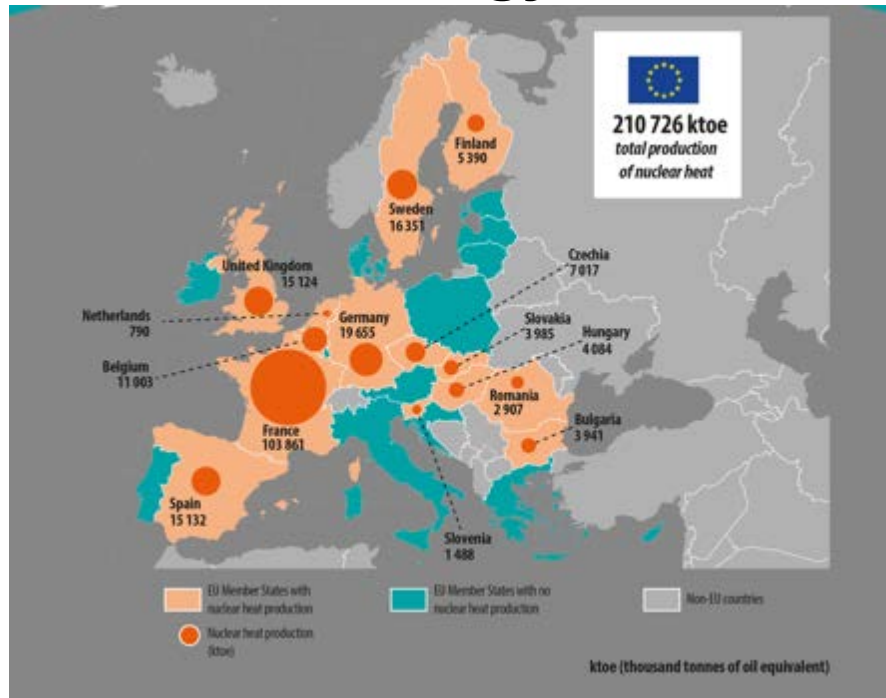 210 726 ktoe
total production
of nuclear heat
Finland
5 390
Sweden
16 351
United Kingdom
15 124
Czechia
7 017
Netherlands
790
Germany
19 655
Slovakia
3 985
Hungary
4 084
Belgium
11 003
Romania
2 907
France
103 861
Bulgaria
3 941
Spain
15 132
Slovenia
1 488
EU Member States with
nuclear heat production
EU Member States with no
nuclear heat production
Non-EU countries
Nuclear heat production
(ktoe)
ktoe (thousand tonnes of oil equivalent)